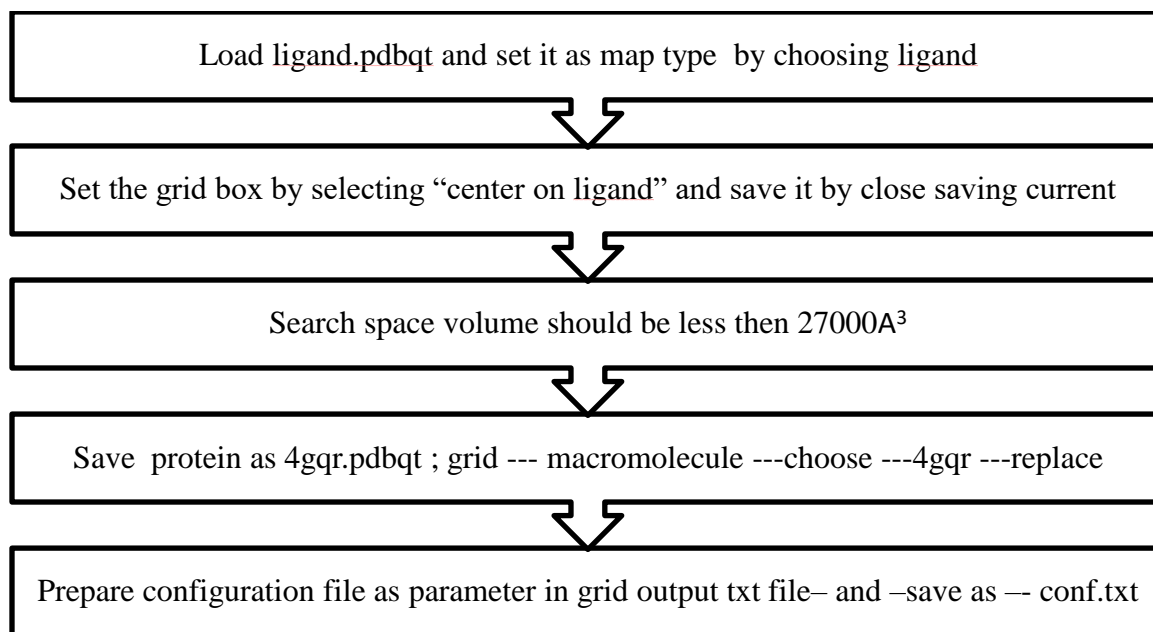 Load ligand.pdbqt and set it as map type by choosing ligand
Set the grid box by selecting “center on ligand” and save it by close saving current
Search space volume should be less then 27000A³
Save protein as 4gqr.pdbqt ; grid --- macromolecule ---choose ---4gqr ---replace
Prepare configuration file as parameter in grid output txt file– and –save as –- conf.txt